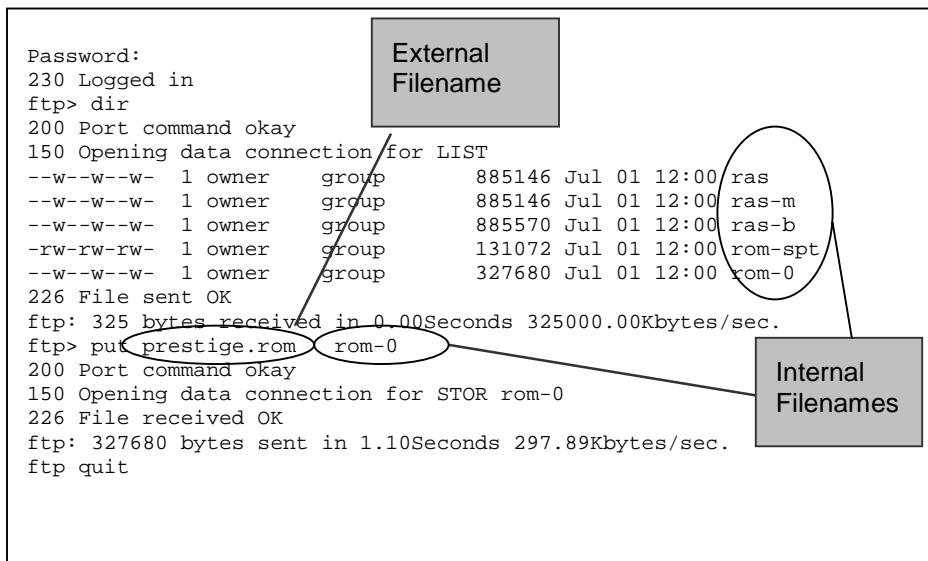 Password:
230 Logged in
ftp> dir
200 Port command okay
150 Opening data connection for LIST
--w--w--w-  1 owner    group       885146 Jul 01 12:00 ras
--w--w--w-  1 owner    group       885146 Jul 01 12:00 ras-m
--w--w--w-  1 owner    group       885570 Jul 01 12:00 ras-b
-rw-rw-rw-  1 owner    group       131072 Jul 01 12:00 rom-spt
--w--w--w-  1 owner    group       327680 Jul 01 12:00 rom-0
226 File sent OK
ftp: 325 bytes received in 0.00Seconds 325000.00Kbytes/sec.
ftp> put prestige.rom   rom-0
200 Port command okay
150 Opening data connection for STOR rom-0
226 File received OK
ftp: 327680 bytes sent in 1.10Seconds 297.89Kbytes/sec.
ftp quit
External
Filename
Internal
Filenames